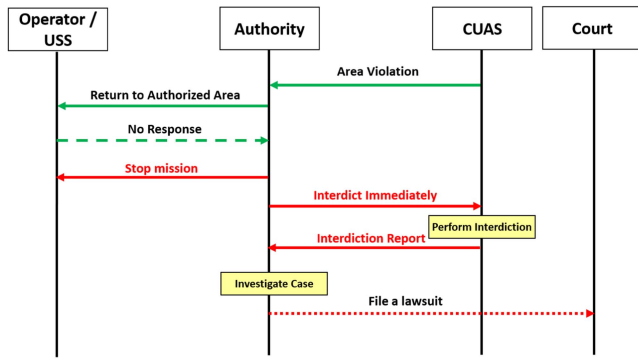 Operator /
USS
Authority
CUAS
Court
Area Violation
Return to Authorized Area
No Response
Stop mission
Interdict Immediately
Perform Interdiction
Interdiction Report
Investigate Case
File a lawsuit